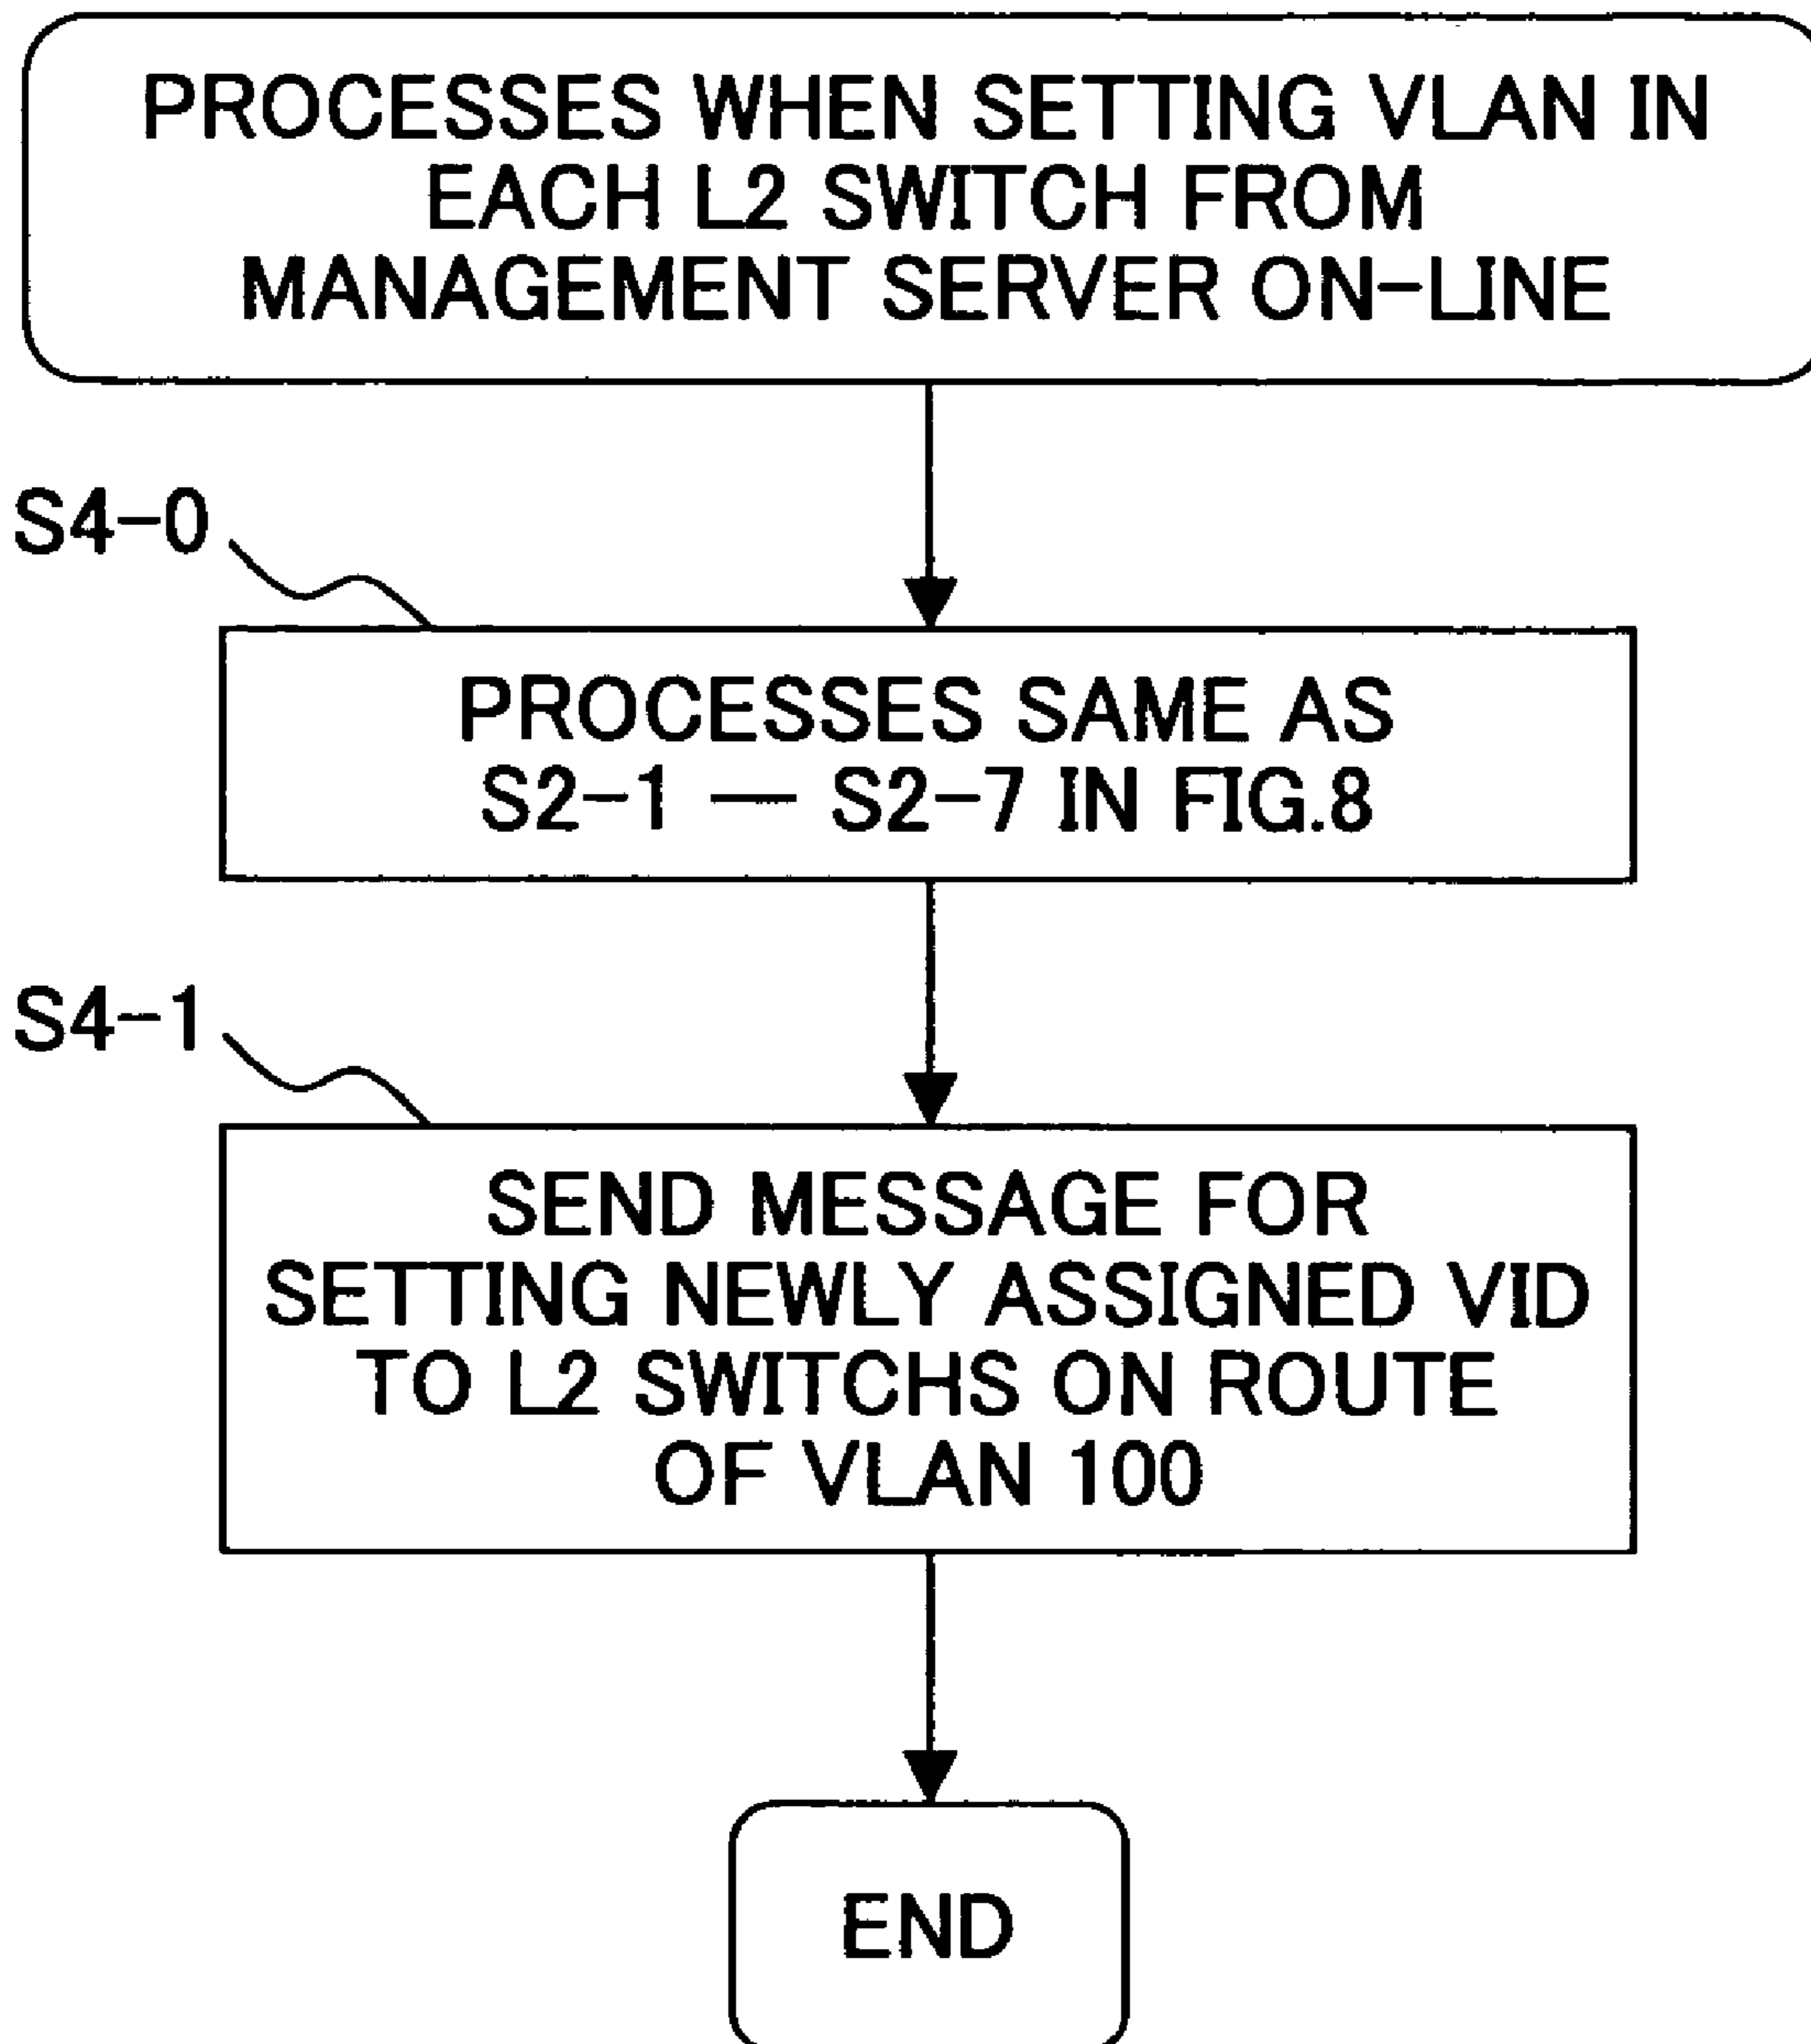 PROCESSES WHEN SETTING VLAN IN
EACH L2 SWITCH FROM
MANAGEMENT SERVER ON-LINE
S4-0
PROCESSES SAME AS
S2-1 — S2-7 IN FIG.8
S4-1
SEND MESSAGE FOR
SETTING NEWLY ASSIGNED VID
TO L2 SWITCHS ON ROUTE
OF VLAN 100
END